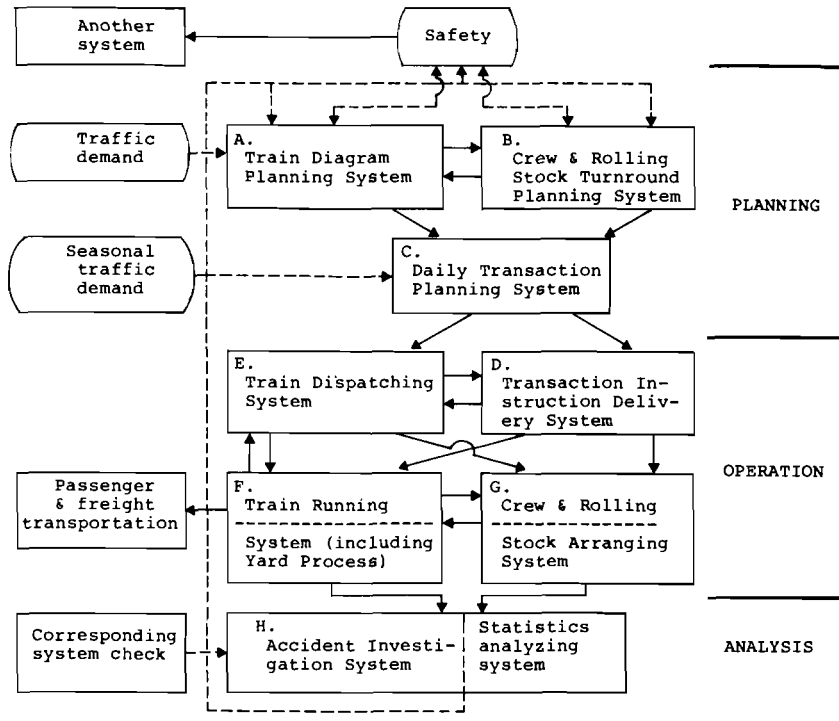 Another
system
Safety
Traffic
demand
A.
Train Diagram
Planning System
B.
Crew & Rolling
Stock Turnround
Planning System
PLANNING
Seasonal
traffic
demand
C.
Daily Transaction
Planning System
E.
Train Dispatching
System
D.
Transaction In-
struction Deliv-
ery System
OPERATION
Passenger
& freight
transportation
F.
Train Running
System (including
Yard Process)
G.
Crew & Rolling
Stock Arranging
System
Corresponding
system check
H.
Accident Investi-
gation System
Statistics
analyzing
system
ANALYSIS